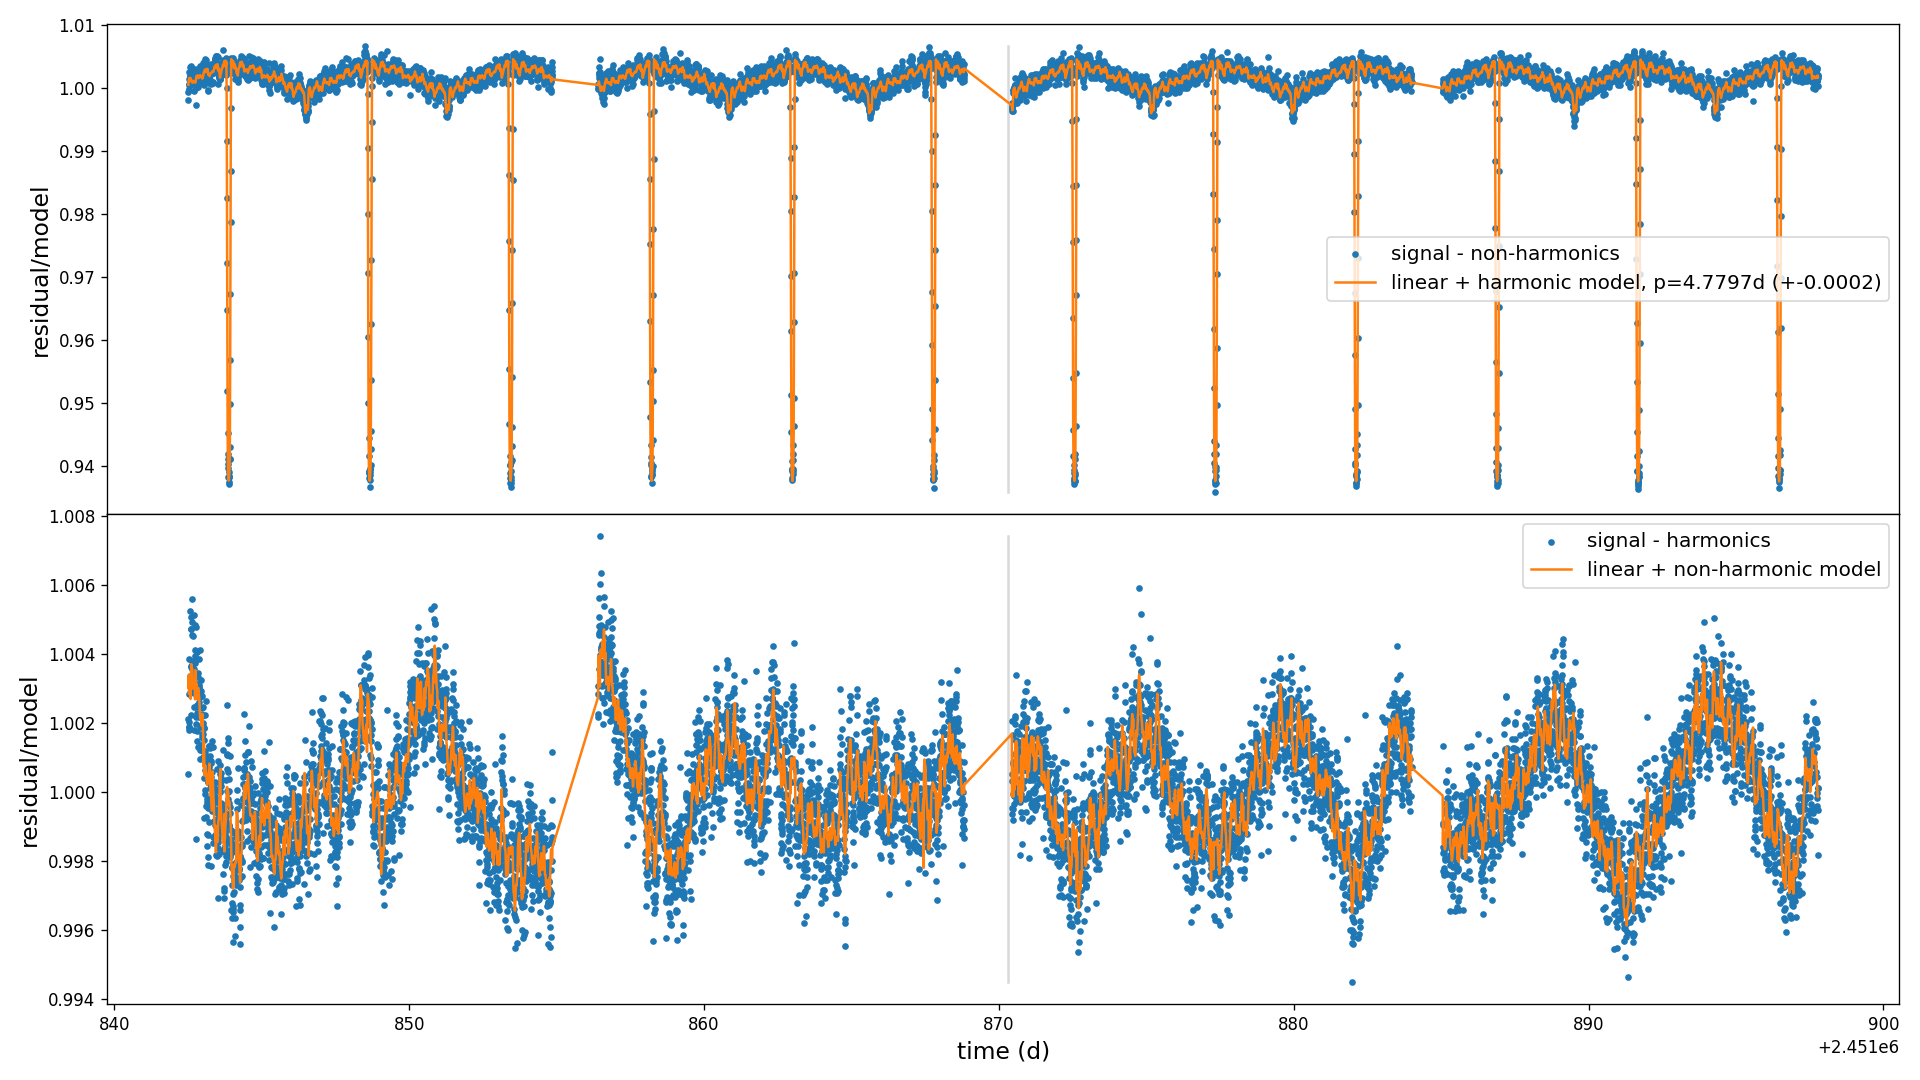 1.01
1.00
0.99
0.98
0.97
0.96
0.95
0.94
residual/model
signal - non-harmonics
linear + harmonic model, p=4.7797d (+-0.0002)
1.008
1.006
1.004
1.002
1.000
0.998
0.996
0.994
residual/model
signal - harmonics
linear + non-harmonic model
840 850 860 870 880 890 900
time (d)
+2.451e6